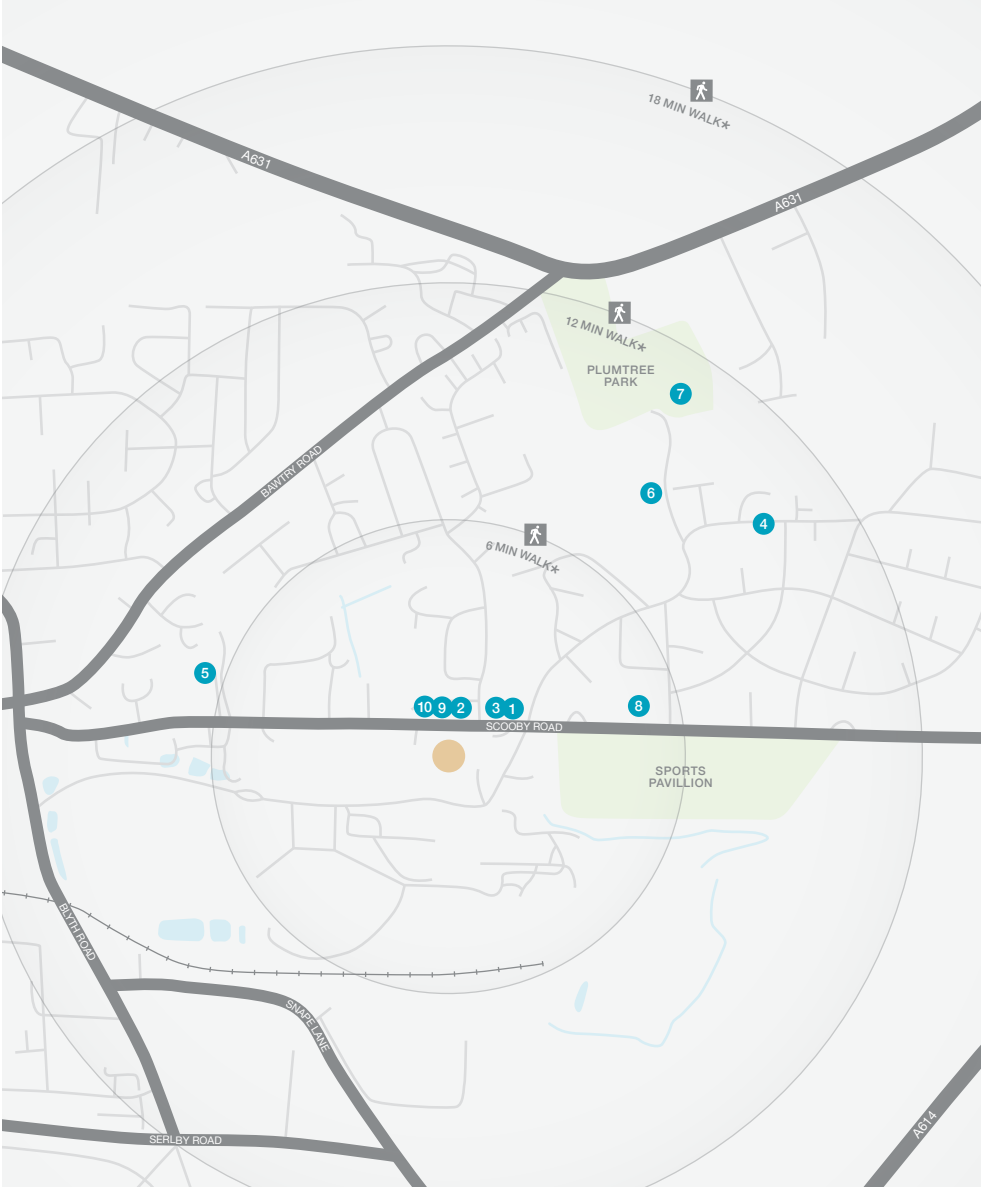 18 MIN WALK*
A631
A631
12 MIN WALK*
PLUMTREE
PARK
7
BAWTRY ROAD
6
4
6 MIN WALK*
5
10 9 2 3 1
8
SCOOBY ROAD
SPORTS
PAVILLION
BLYTH ROAD
SNAPE LANE
SERLBY ROAD
A614